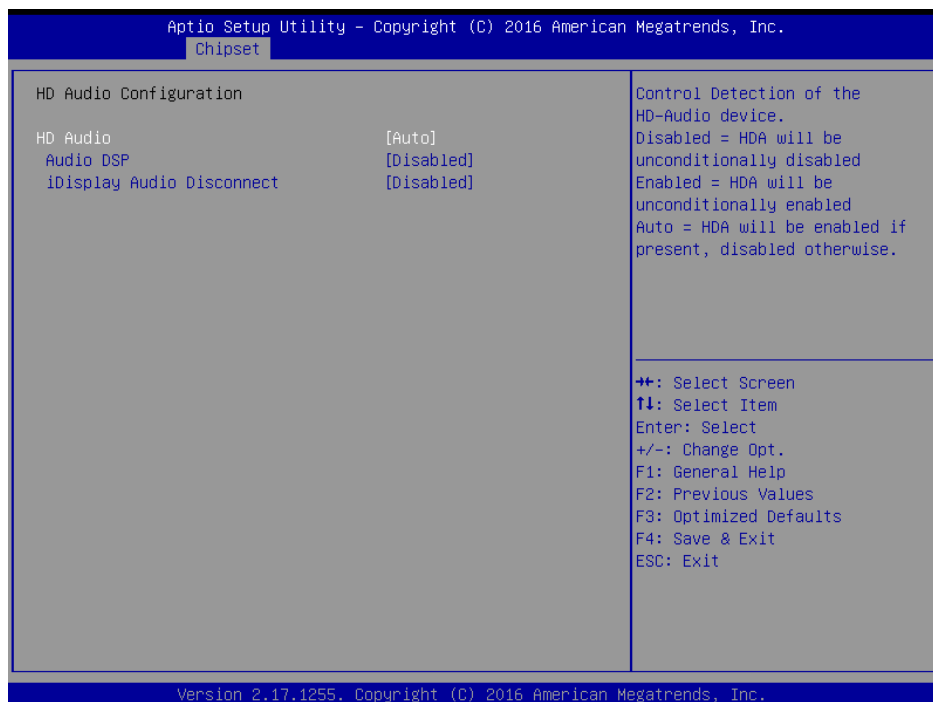 Aptio Setup Utility – Copyright (C) 2016 American Megatrends, Inc.
Chipset
HD Audio Configuration
HD Audio [Auto]
Audio DSP [Disabled]
iDisplay Audio Disconnect [Disabled]
Control Detection of the
HD-Audio device.
Disabled = HDA will be
unconditionally disabled
Enabled = HDA will be
unconditionally enabled
Auto = HDA will be enabled if
present, disabled otherwise.
→←: Select Screen
↑↓: Select Item
Enter: Select
+/-: Change Opt.
F1: General Help
F2: Previous Values
F3: Optimized Defaults
F4: Save & Exit
ESC: Exit
Version 2.17.1255. Copyright (C) 2016 American Megatrends, Inc.